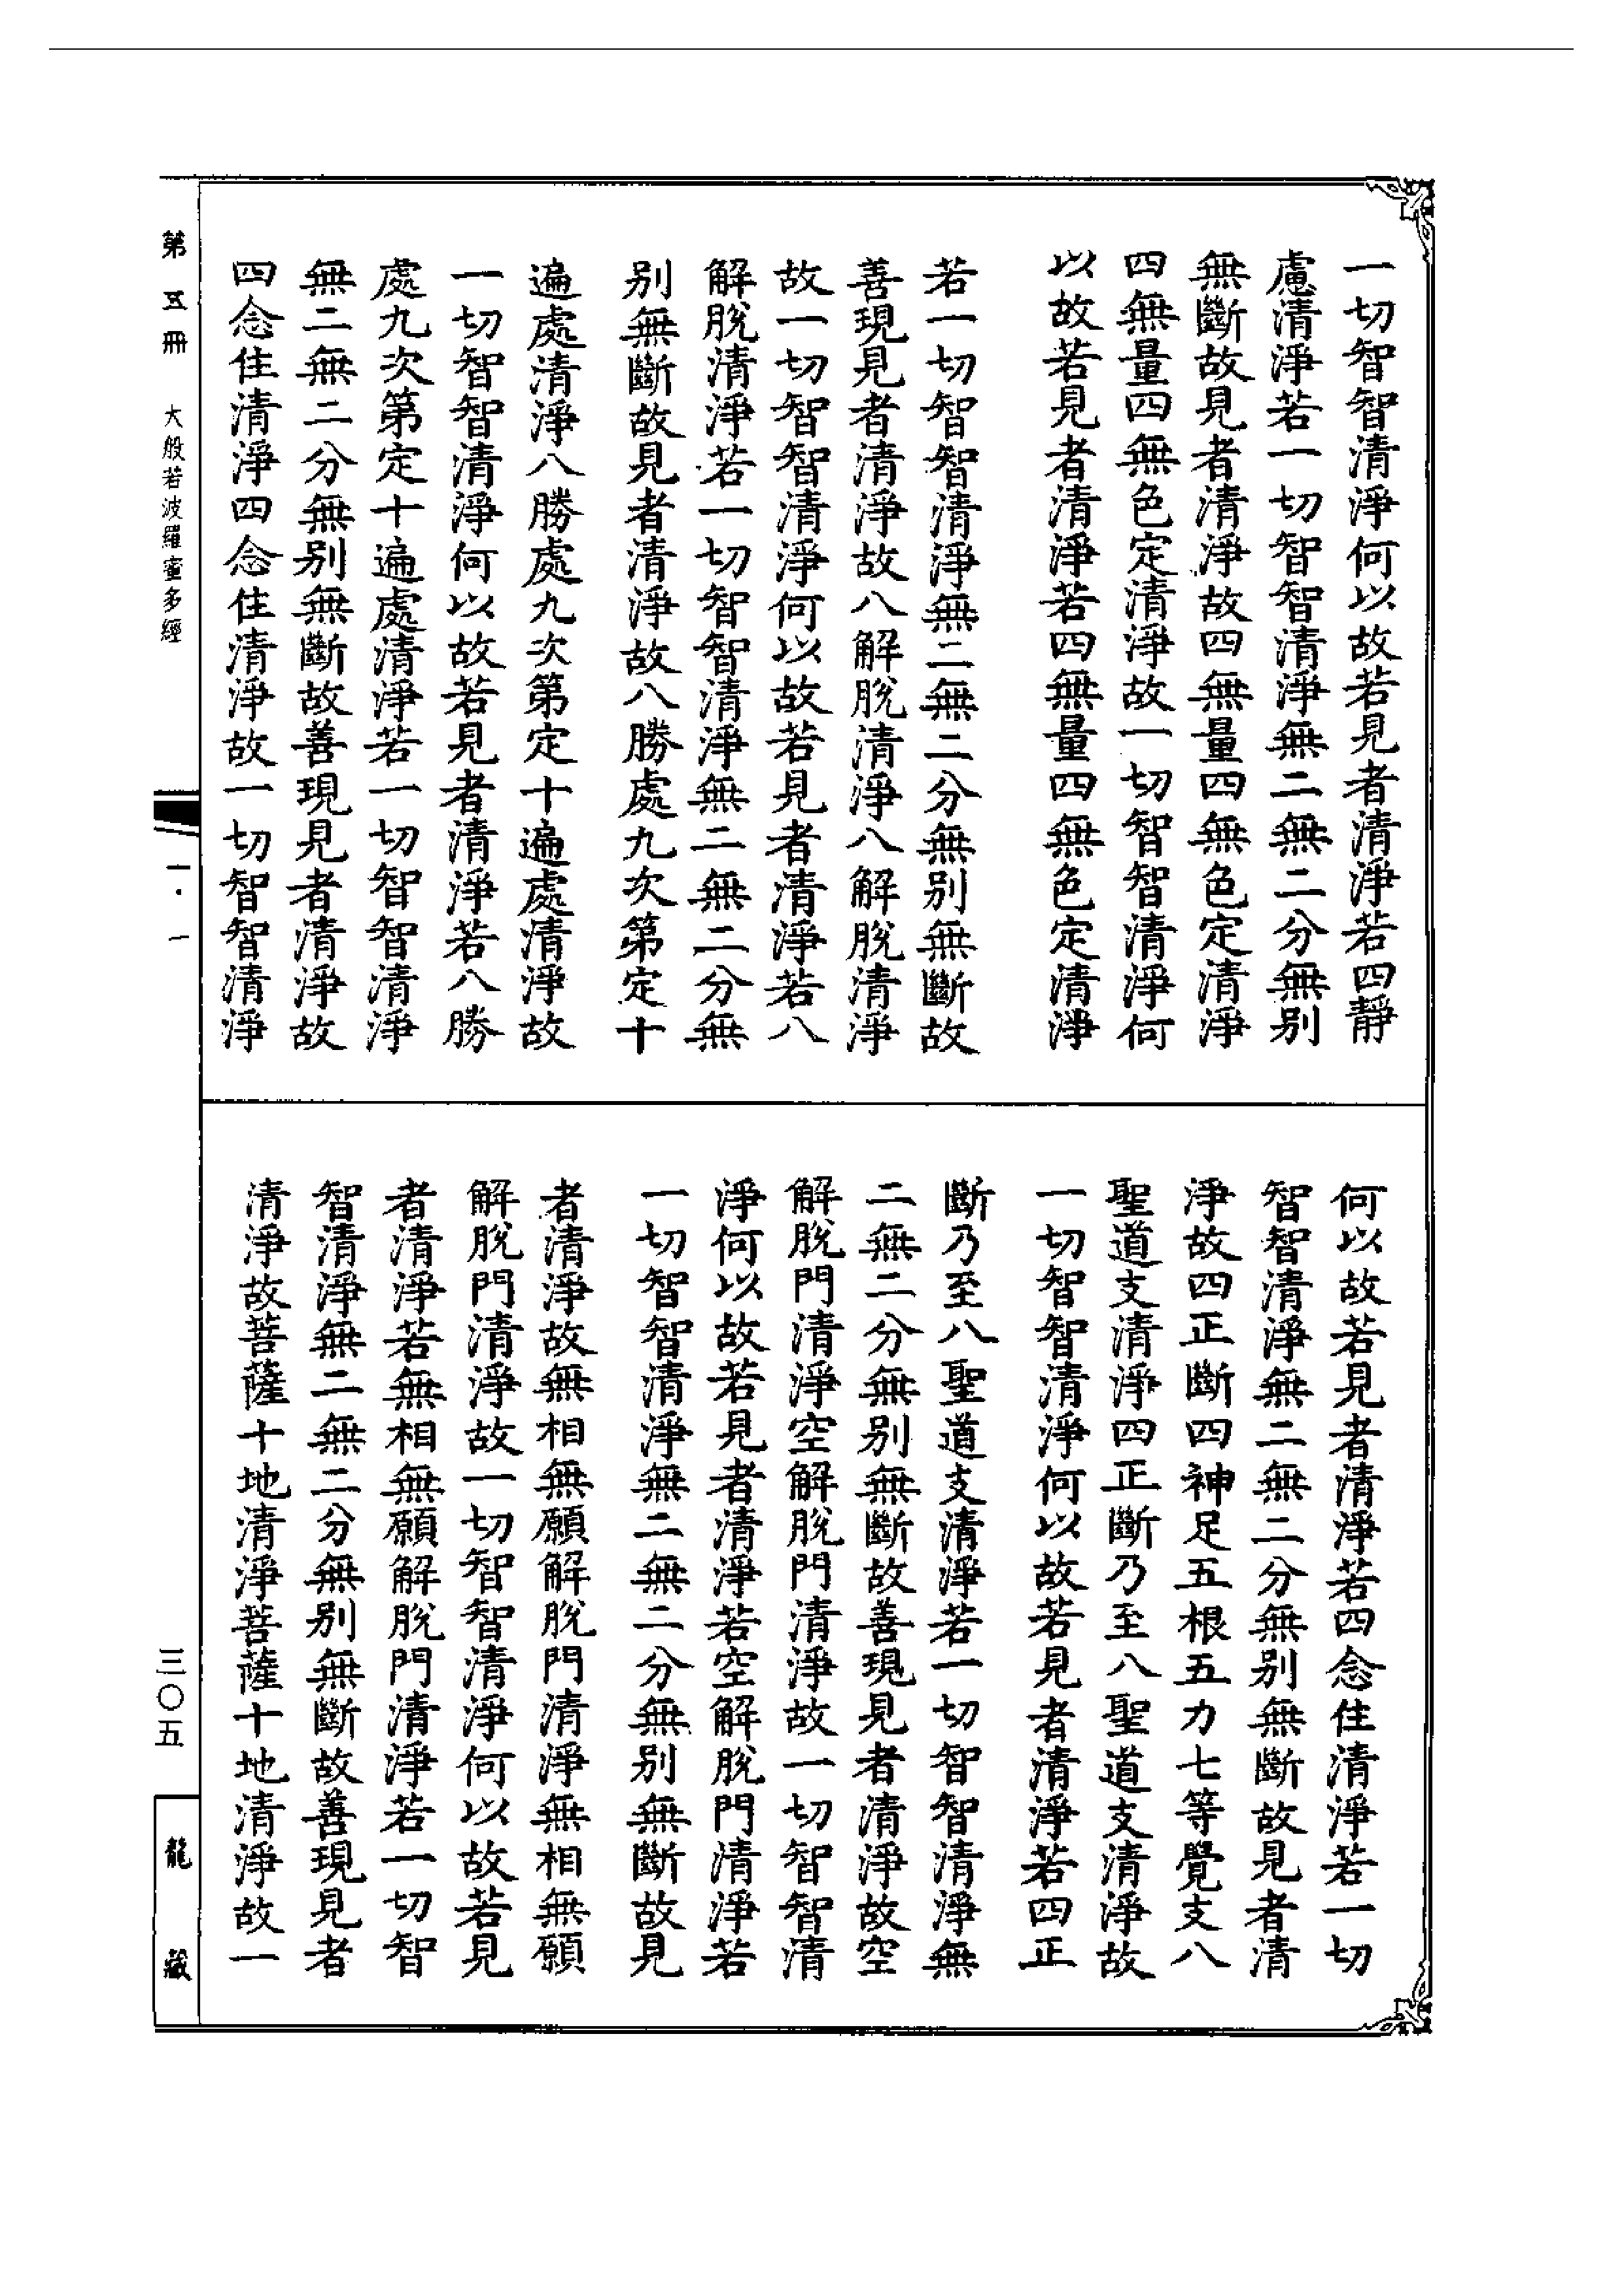 一切智智清淨何以故若見者清淨若四靜
慮清淨若一切智智清淨無二無二分無別
無斷故見者清淨故四無量四無色定清淨
四無量四無色定清淨故一切智智清淨何
以故若見者清淨若四無量四無色定清淨
若一切智智清淨無二無二分無別無斷故
善現見者清淨故八解脫清淨八解脫清淨
故一切智智清淨何以故若見者清淨若八
解脫清淨若一切智智清淨無二無二分無
別無斷故見者清淨故八勝處九次第定十
遍處清淨八勝處九次第定十遍處清淨故
一切智智清淨何以故若見者清淨若八勝
處九次第定十遍處清淨若一切智智清淨
無二無二分無別無斷故善現見者清淨故
四念住清淨四念住清淨故一切智智清淨
何以故若見者清淨若四念住清淨若一切
智智清淨無二無二分無別無斷故見者清
淨故四正斷四神足五根五力七等覺支八
聖道支清淨四正斷乃至八聖道支清淨故
一切智智清淨何以故若見者清淨若四正
斷乃至八聖道支清淨若一切智智清淨無
二無二分無別無斷故善現見者清淨故空
解脫門清淨空解脫門清淨故一切智智清
淨何以故若見者清淨若空解脫門清淨若
一切智智清淨無二無二分無別無斷故見
者清淨故無相無願解脫門清淨無相無願
解脫門清淨故一切智智清淨何以故若見
者清淨若無相無願解脫門清淨若一切智
智清淨無二無二分無別無斷故善現見者
清淨故菩薩十地清淨菩薩十地清淨故一
第五冊 大般若波羅蜜多經
一·一
三〇五
龍藏